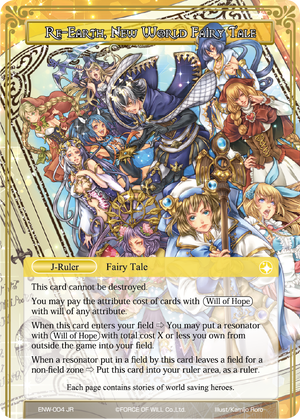 Re-Earth, New World Fairy Tale
J-Ruler Fairy Tale
This card cannot be destroyed.
You may pay the attribute cost of cards with Will of Hope
with will of any attribute.
When this card enters your field ⇨ You may put a resonator
with Will of Hope with total cost X or less you own from
outside the game into your field.
When a resonator put in a field by this card leaves a field for a
non-field zone ⇨ Put this card into your ruler area, as a ruler.
Each page contains stories of world saving heroes.
ENW-004 JR ©FORCE OF WILL Co.,Ltd. Illust./Kamijo Roro